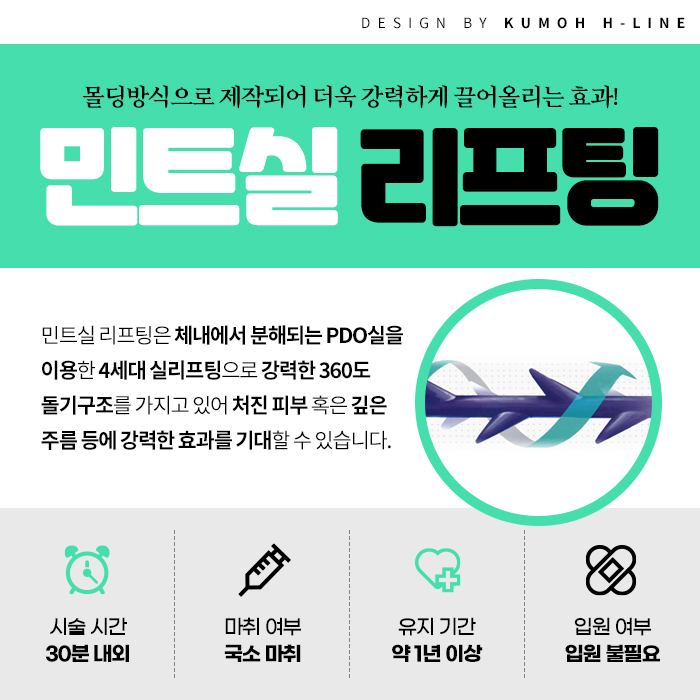 DESIGN BY KUMOH H-LINE
몰딩방식으로 제작되어 더욱 강력하게 끌어올리는 효과!
민트실 리프팅
민트실 리프팅은 체내에서 분해되는 PDO실을
이용한 4세대 실리프팅으로 강력한 360도
돌기구조를 가지고 있어 처진 피부 혹은 깊은
주름 등에 강력한 효과를 기대할 수 있습니다.
시술 시간
30분 내외
마취 여부
국소 마취
유지 기간
약 1년 이상
입원 여부
입원 불필요